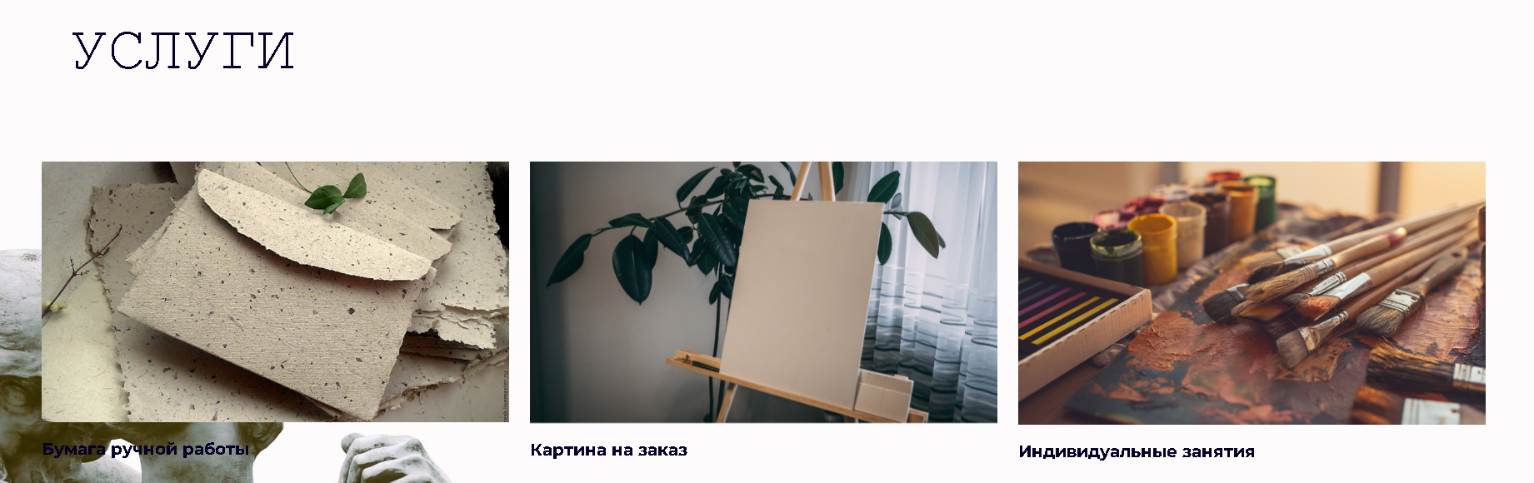 УСЛУГИ
Бумага ручной работы
Картина на заказ
Индивидуальные занятия